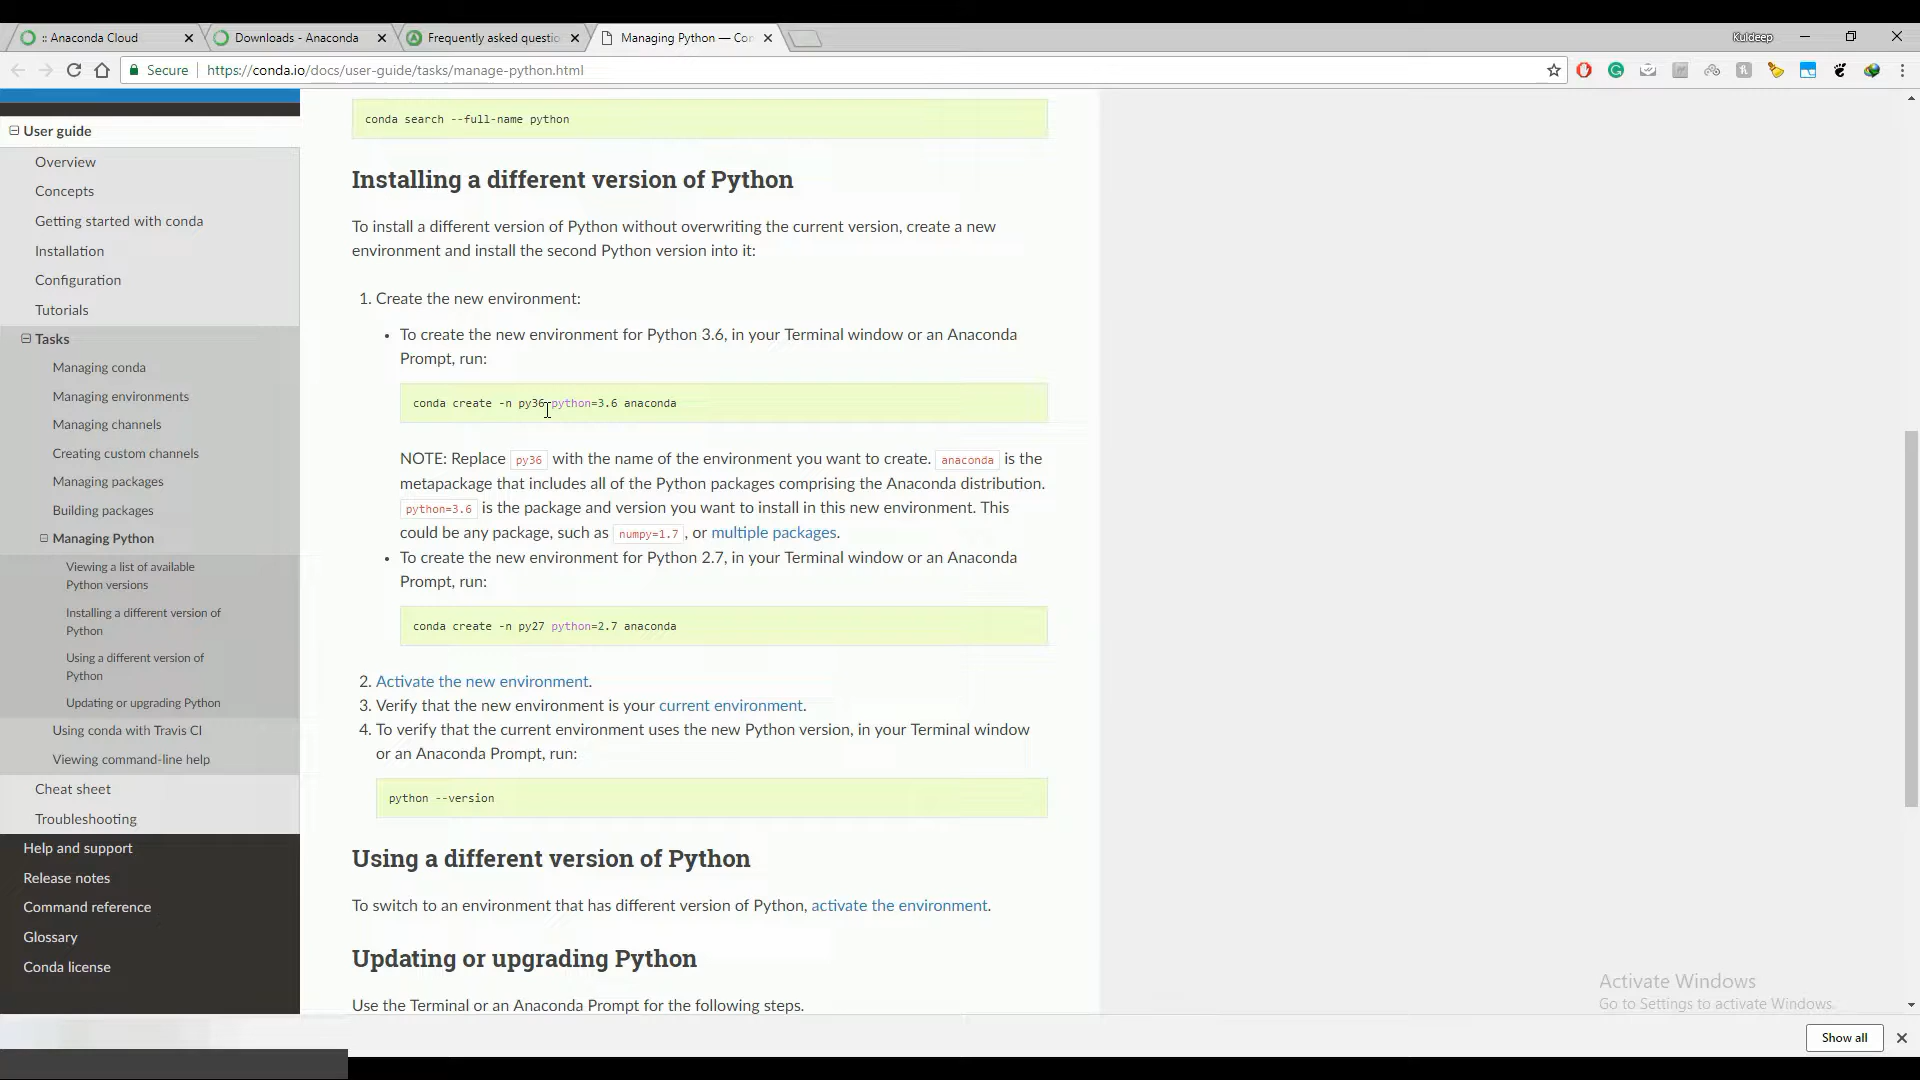 :: Anaconda Cloud
Downloads - Anaconda
Frequently asked questio
Managing Python — Con
Kuldeep
Secure
https://conda.io/docs/user-guide/tasks/manage-python.html
User guide
Overview
Concepts
Getting started with conda
Installation
Configuration
Tutorials
Tasks
Managing conda
Managing environments
Managing channels
Creating custom channels
Managing packages
Building packages
Managing Python
Viewing a list of available
Python versions
Installing a different version of
Python
Using a different version of
Python
Updating or upgrading Python
Using conda with Travis CI
Viewing command-line help
Cheat sheet
Troubleshooting
Help and support
Release notes
Command reference
Glossary
Conda license
conda search --full-name python
Installing a different version of Python
To install a different version of Python without overwriting the current version, create a new
environment and install the second Python version into it:
1. Create the new environment:
• To create the new environment for Python 3.6, in your Terminal window or an Anaconda
Prompt, run:
conda create -n py36 python=3.6 anaconda
NOTE: Replace py36 with the name of the environment you want to create. anaconda is the
metapackage that includes all of the Python packages comprising the Anaconda distribution.
python=3.6 is the package and version you want to install in this new environment. This
could be any package, such as numpy=1.7 , or multiple packages.
• To create the new environment for Python 2.7, in your Terminal window or an Anaconda
Prompt, run:
conda create -n py27 python=2.7 anaconda
2. Activate the new environment.
3. Verify that the new environment is your current environment.
4. To verify that the current environment uses the new Python version, in your Terminal window
or an Anaconda Prompt, run:
python --version
Using a different version of Python
To switch to an environment that has different version of Python, activate the environment.
Updating or upgrading Python
Use the Terminal or an Anaconda Prompt for the following steps.
Activate Windows
Go to Settings to activate Windows.
Show all